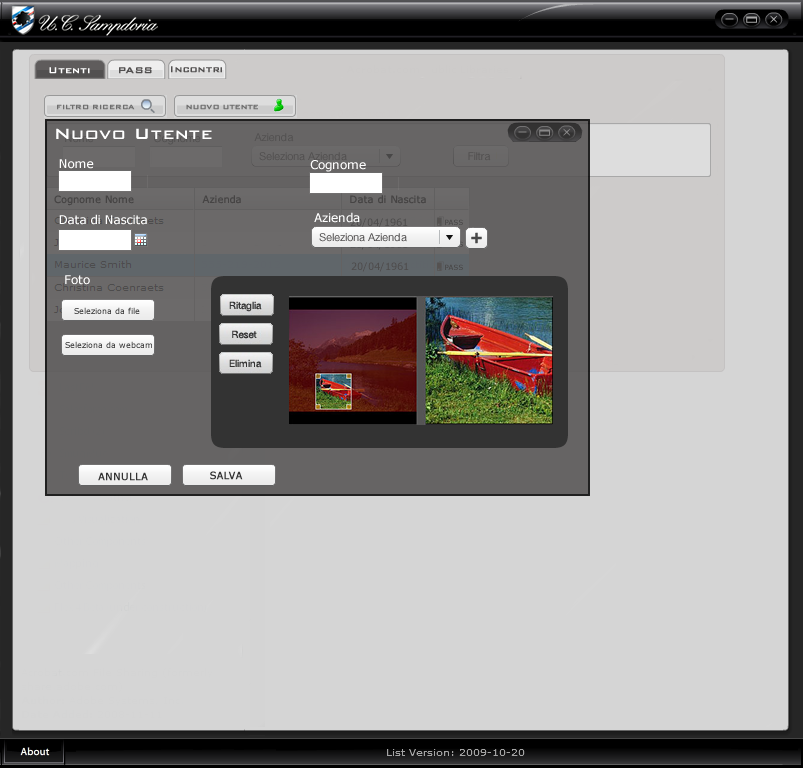 U.C. Sampdoria
UTENTI PASS INCONTRI
FILTRO RICERCA NUOVO UTENTE
NUOVO UTENTE
Azienda
Seleziona Azienda Filtra
Nome Cognome
Cognome Nome Azienda Data di Nascita
Data di Nascita Azienda
/04/1961 PASS
Seleziona Azienda
Maurice Smith 20/04/1961 PASS
Foto
Christina Coenraets
Seleziona da file Ritaglia
Reset
Seleziona da webcam
Elimina
ANNULLA SALVA
About List Version: 2009-10-20